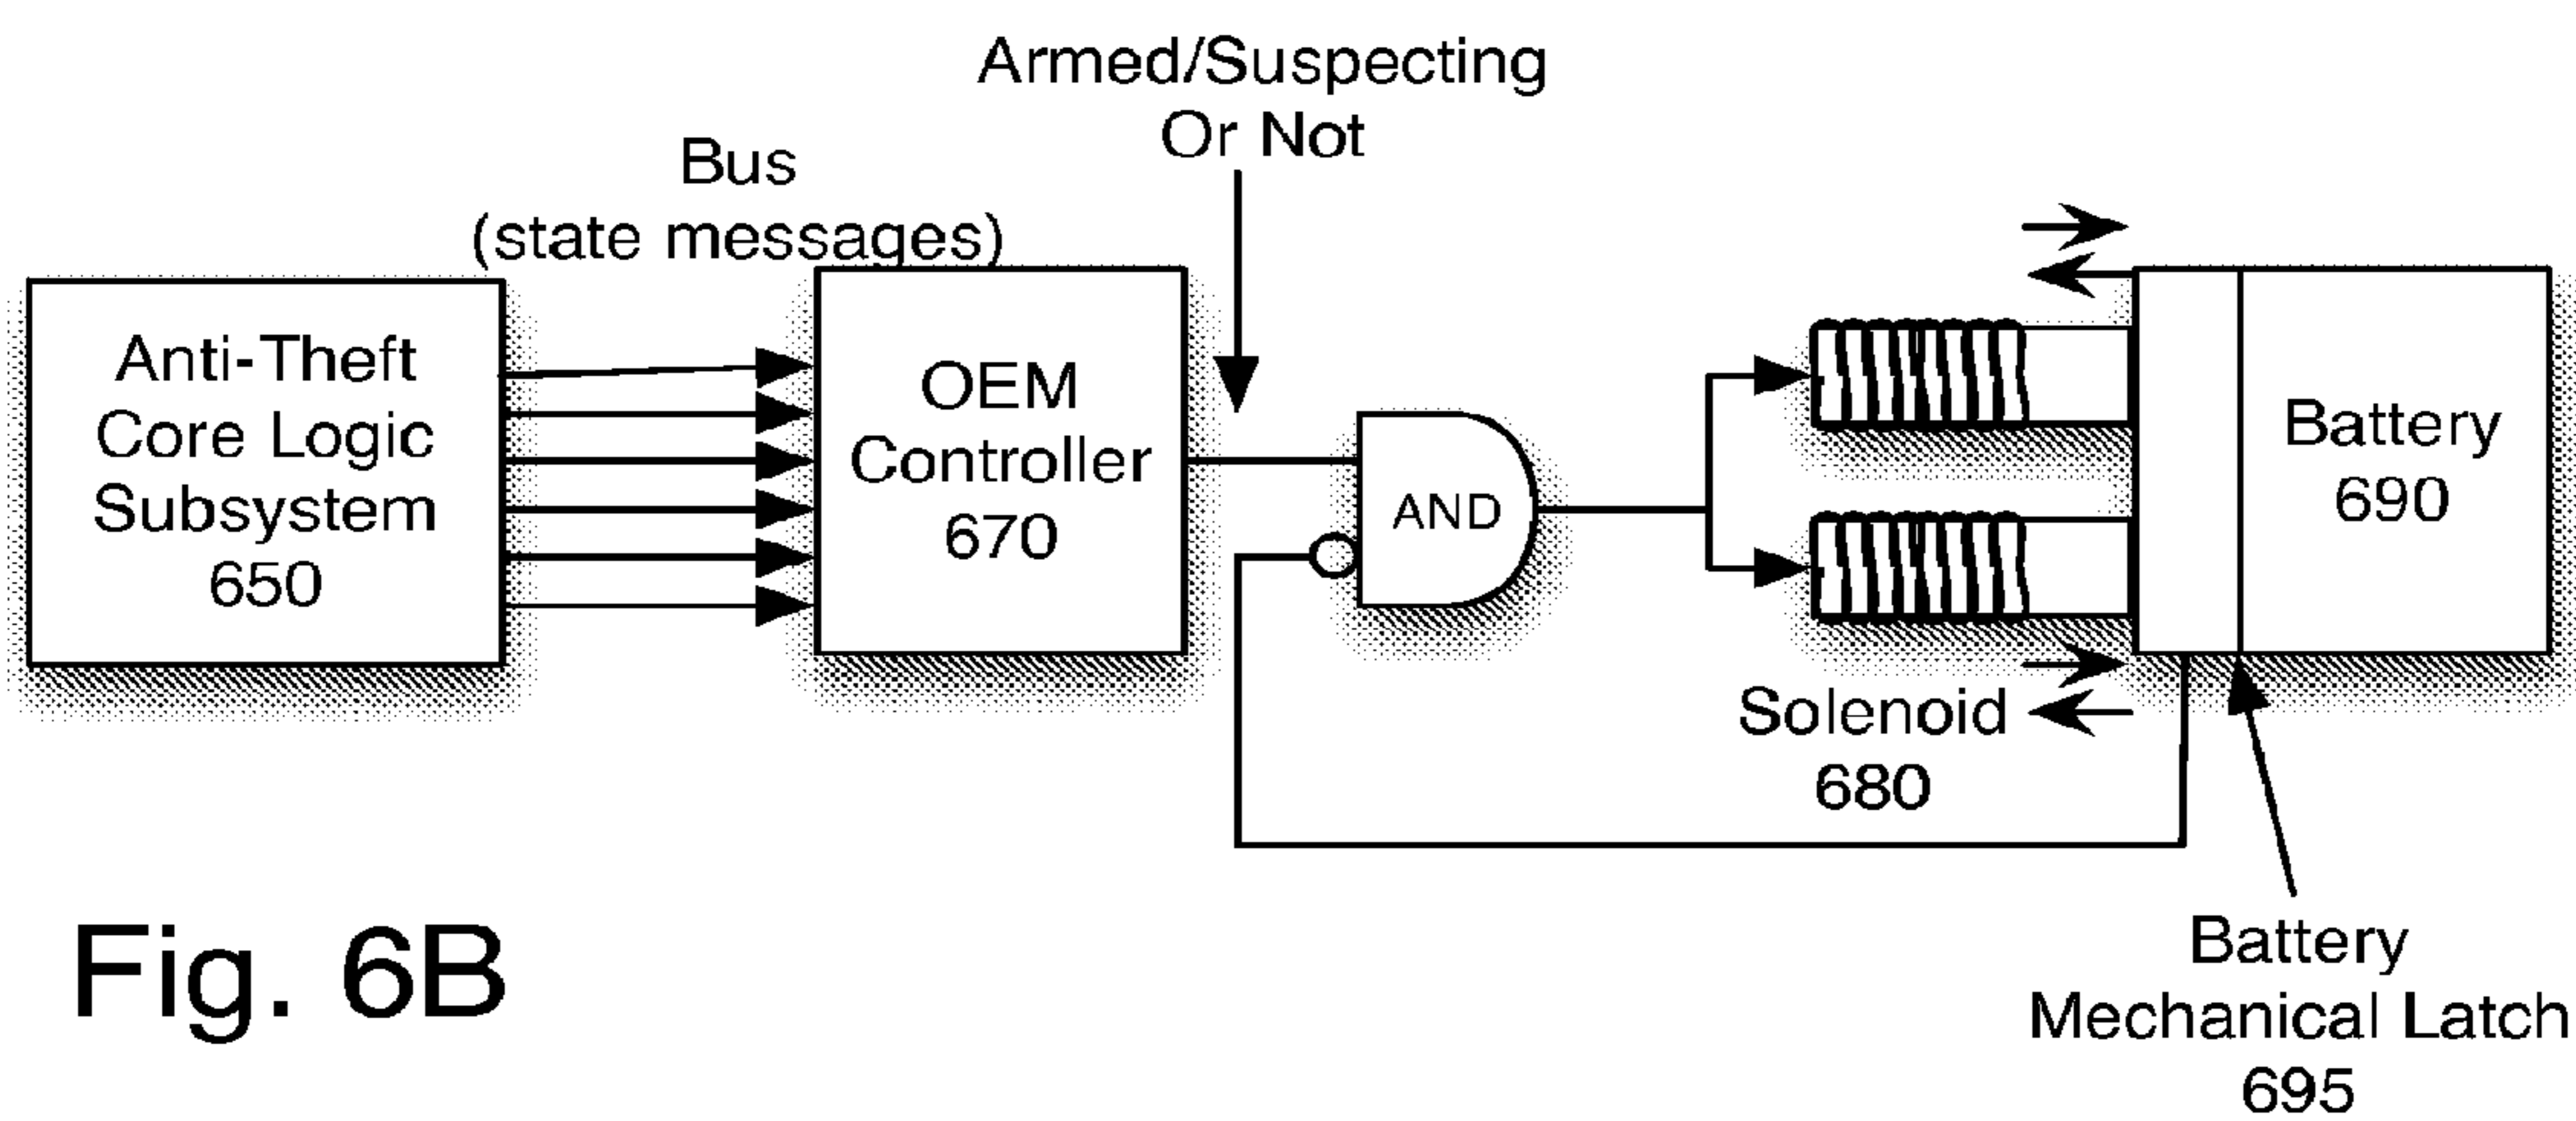 Armed/Suspecting
Or Not
Bus
(state messages)
Anti-Theft
Core Logic
Subsystem
650
OEM
Controller
670
AND
Battery
690
Solenoid
680
Battery
Mechanical Latch
695
Fig. 6B